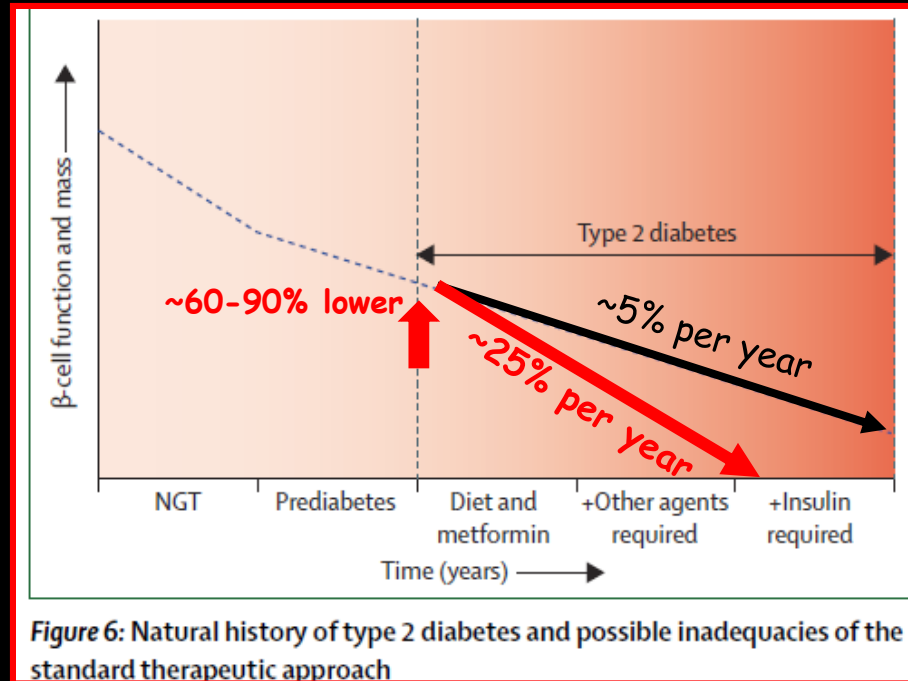 β-cell function and mass
Type 2 diabetes
~60-90% lower
~5% per year
~25% per year
NGT
Prediabetes
Diet and
metformin
+Other agents
required
+Insulin
required
Time (years)
Figure 6: Natural history of type 2 diabetes and possible inadequacies of the
standard therapeutic approach